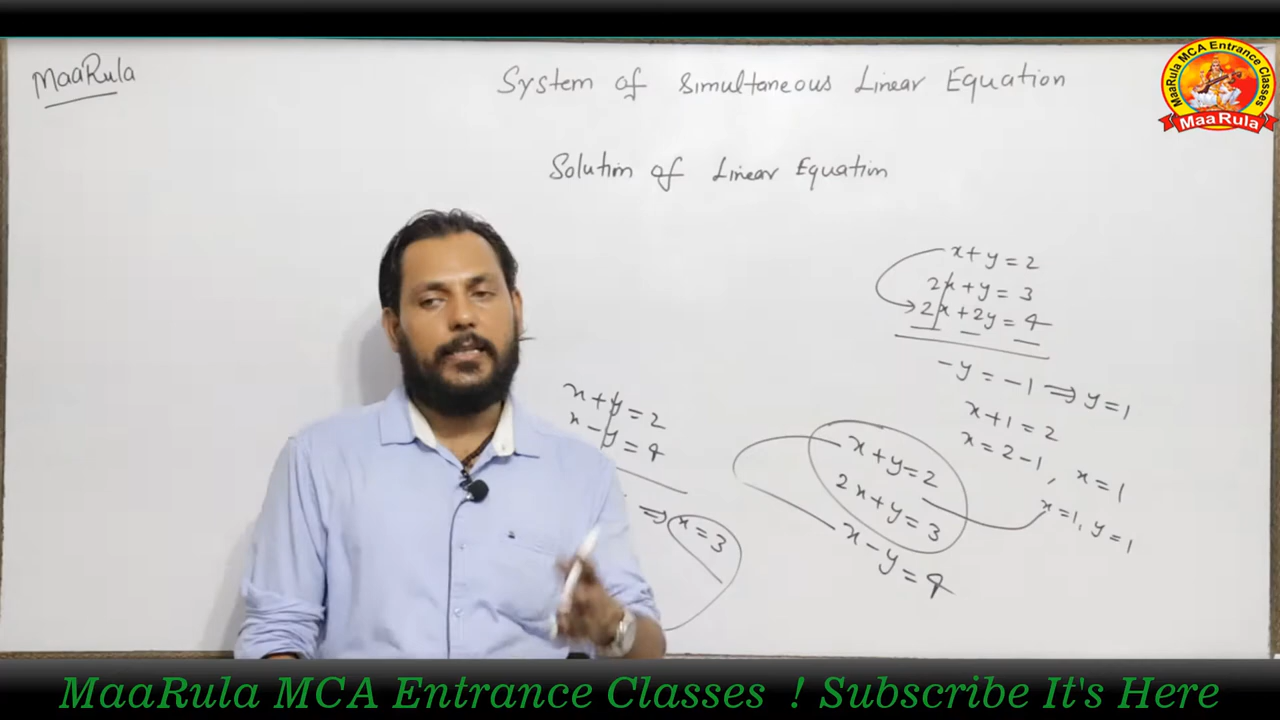 MaaRula
System of Simultaneous Linear Equation
MaaRula MCA Entrance Classes
MaaRula
Solution of Linear Equation
x + y = 2
2x + y = 3
2x + 2y = 4
-y = -1 ⟹ y = 1
x + 1 = 2
x = 2 - 1, x = 1
x = 1, y = 1
x + y = 2
x - y = 4
⟹ x = 3
x + y = 2
2x + y = 3
x - y = 4
MaaRula MCA Entrance Classes ! Subscribe It's Here